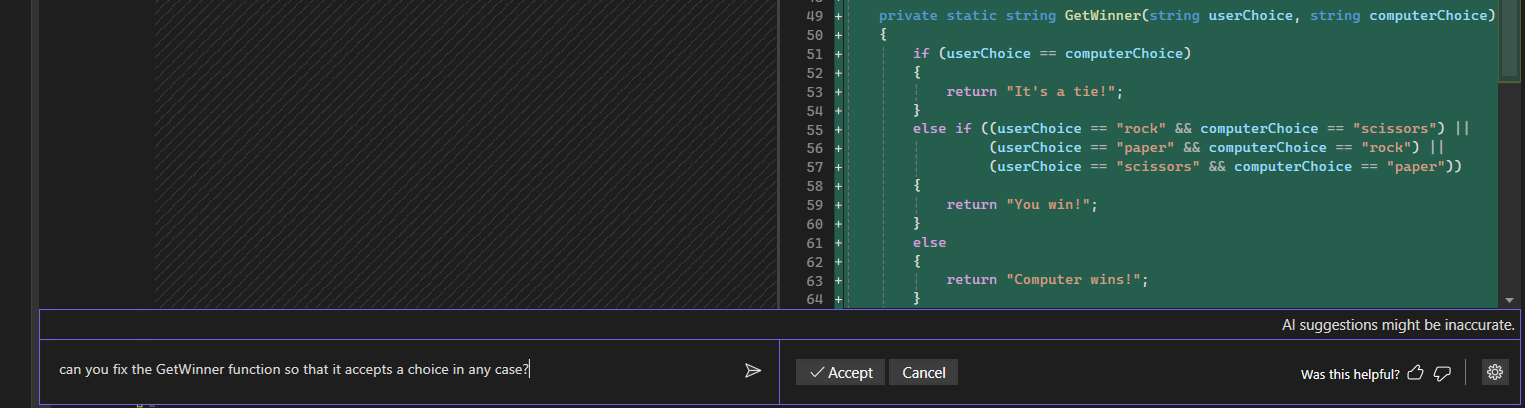 49 + private static string GetWinner(string userChoice, string computerChoice)
50 + {
51 + if (userChoice == computerChoice)
52 + {
53 + return "It's a tie!";
54 + }
55 + else if ((userChoice == "rock" && computerChoice == "scissors") ||
56 + (userChoice == "paper" && computerChoice == "rock") ||
57 + (userChoice == "scissors" && computerChoice == "paper"))
58 + {
59 + return "You win!";
60 + }
61 + else
62 + {
63 + return "Computer wins!";
64 + }
AI suggestions might be inaccurate.
can you fix the GetWinner function so that it accepts a choice in any case?
Accept Cancel Was this helpful?